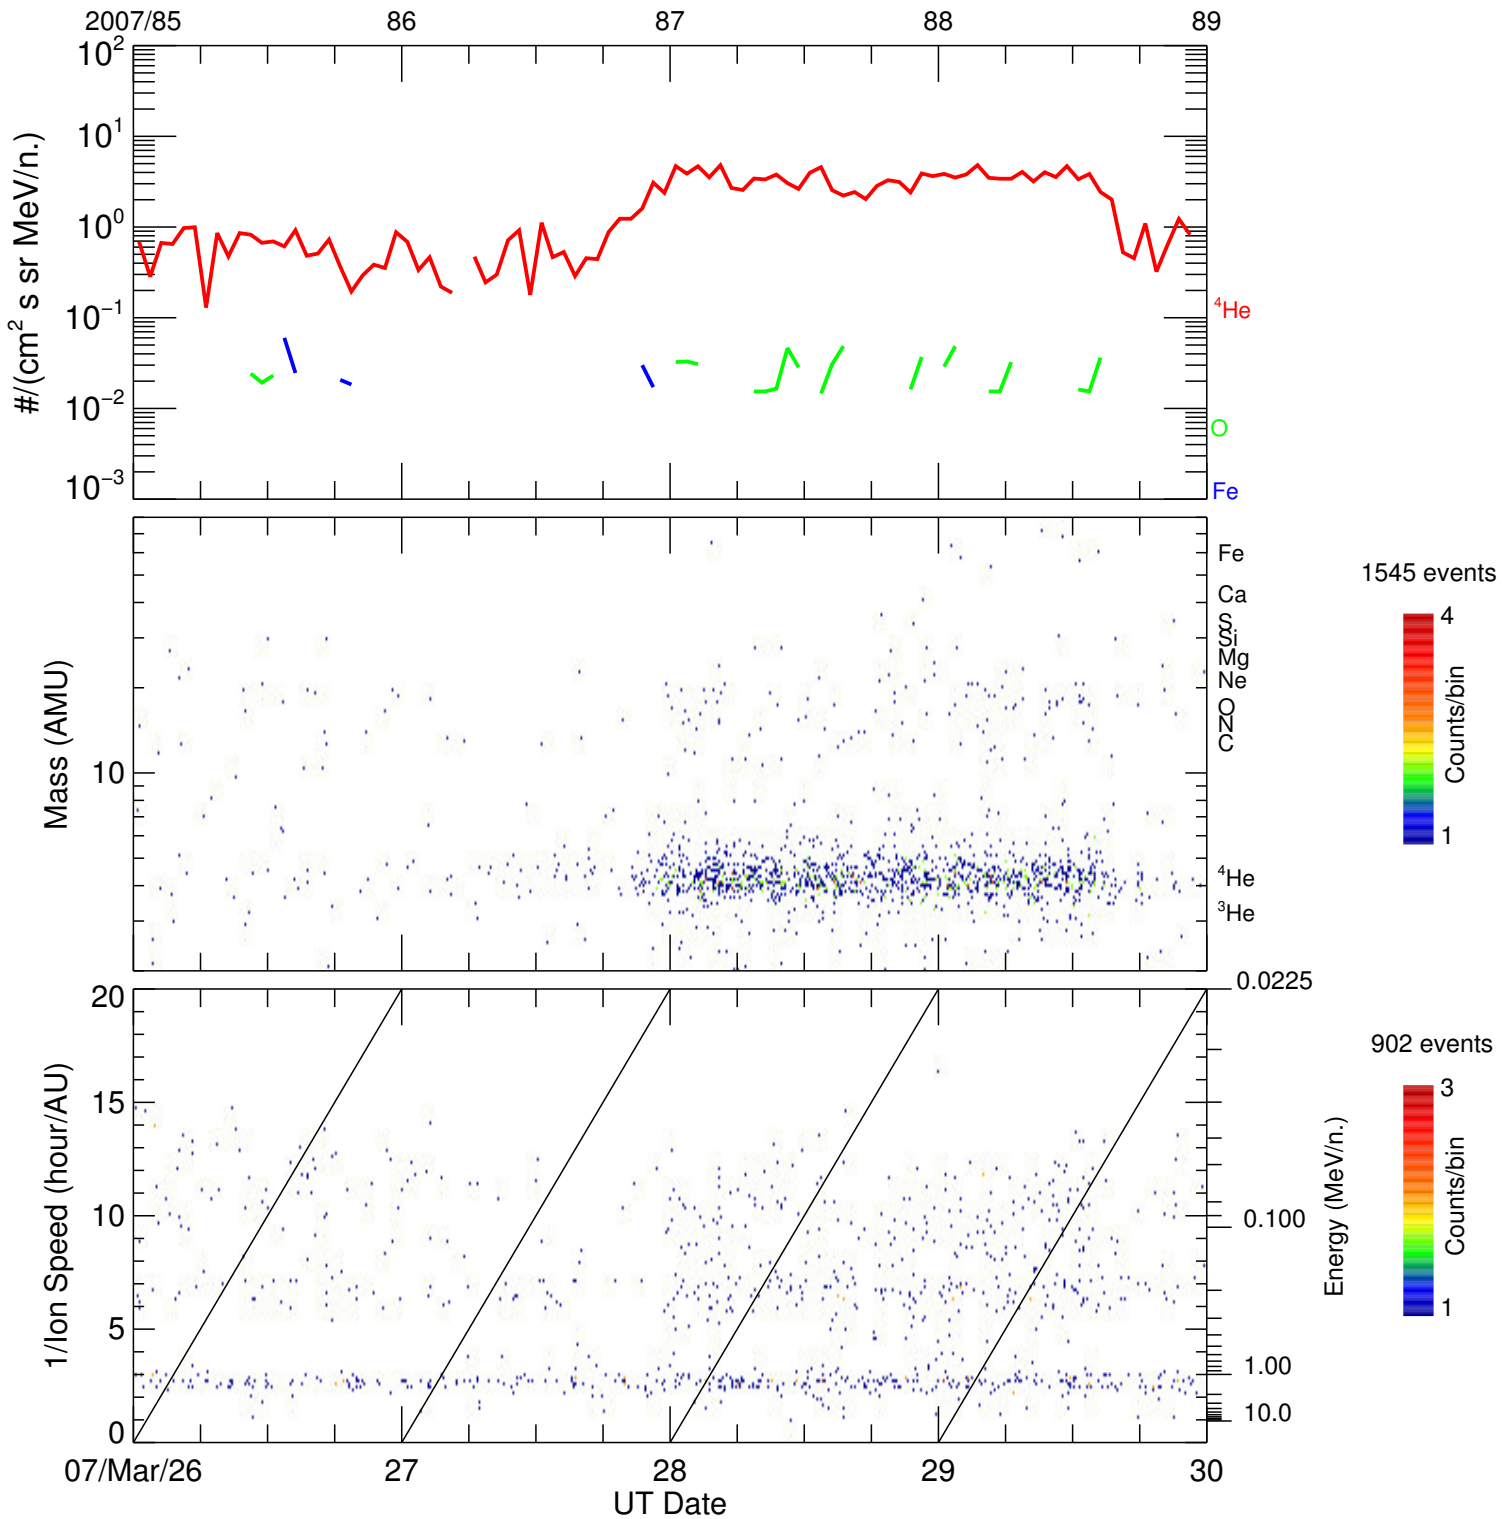 2007/85 86 87 88 89
10²
10¹
10⁰
10⁻¹
10⁻²
10⁻³
#/(cm² s sr MeV/n.)
⁴He
O
Fe
Mass (AMU)
10
Fe
Ca
S
Si
Mg
Ne
O
N
C
⁴He
³He
1545 events
4
Counts/bin
1
1/Ion Speed (hour/AU)
20
15
10
5
0
0.0225
0.100
1.00
10.0
Energy (MeV/n.)
902 events
3
Counts/bin
1
07/Mar/26 27 28 29 30
UT Date